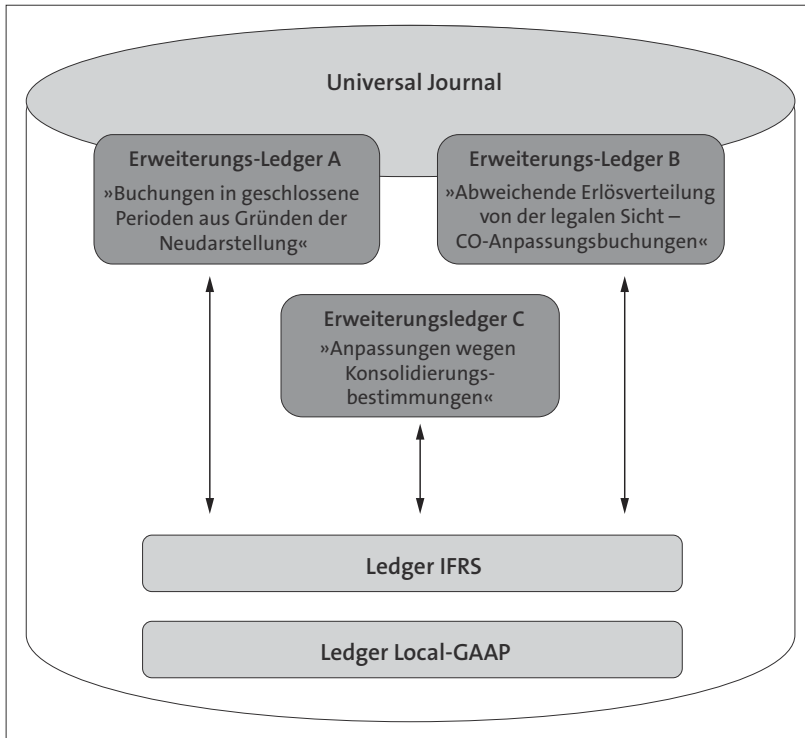 Universal Journal
Erweiterungs-Ledger A
»Buchungen in geschlossene
Perioden aus Gründen der
Neudarstellung«
Erweiterungs-Ledger B
»Abweichende Erlösverteilung
von der legalen Sicht –
CO-Anpassungsbuchungen«
Erweiterungsledger C
»Anpassungen wegen
Konsolidierungs-
bestimmungen«
Ledger IFRS
Ledger Local-GAAP